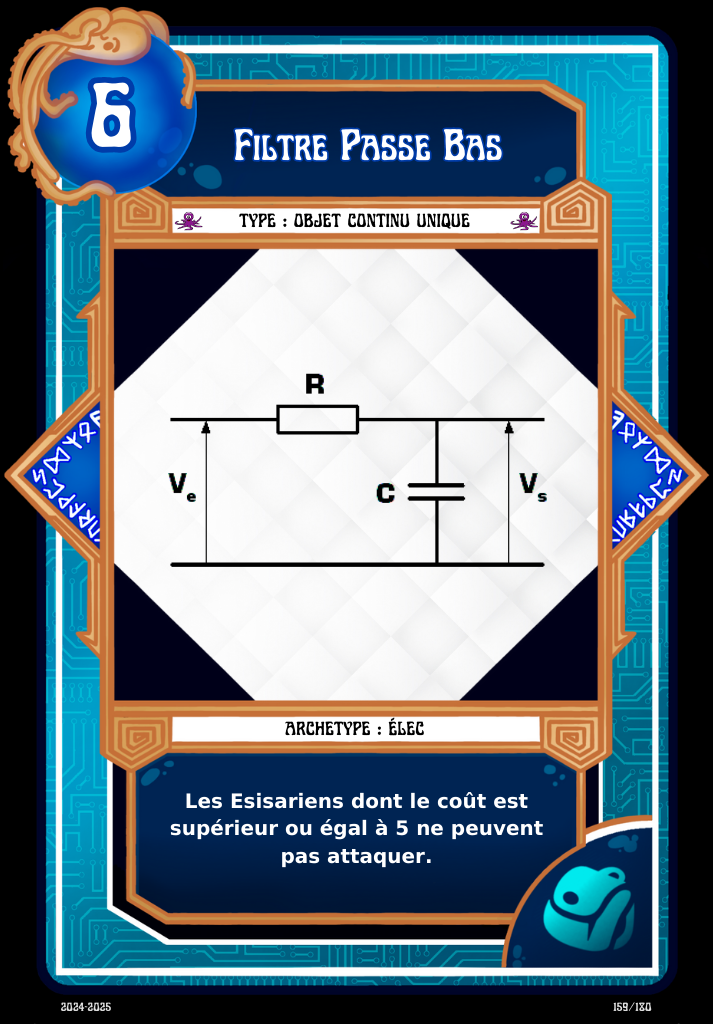 6
Filtre Passe Bas
TYPE : OBJET CONTINU UNIQUE
R
Ve
C
Vs
ARCHETYPE : ÉLEC
Les Esisariens dont le coût est
supérieur ou égal à 5 ne peuvent
pas attaquer.
2024-2025
159/180